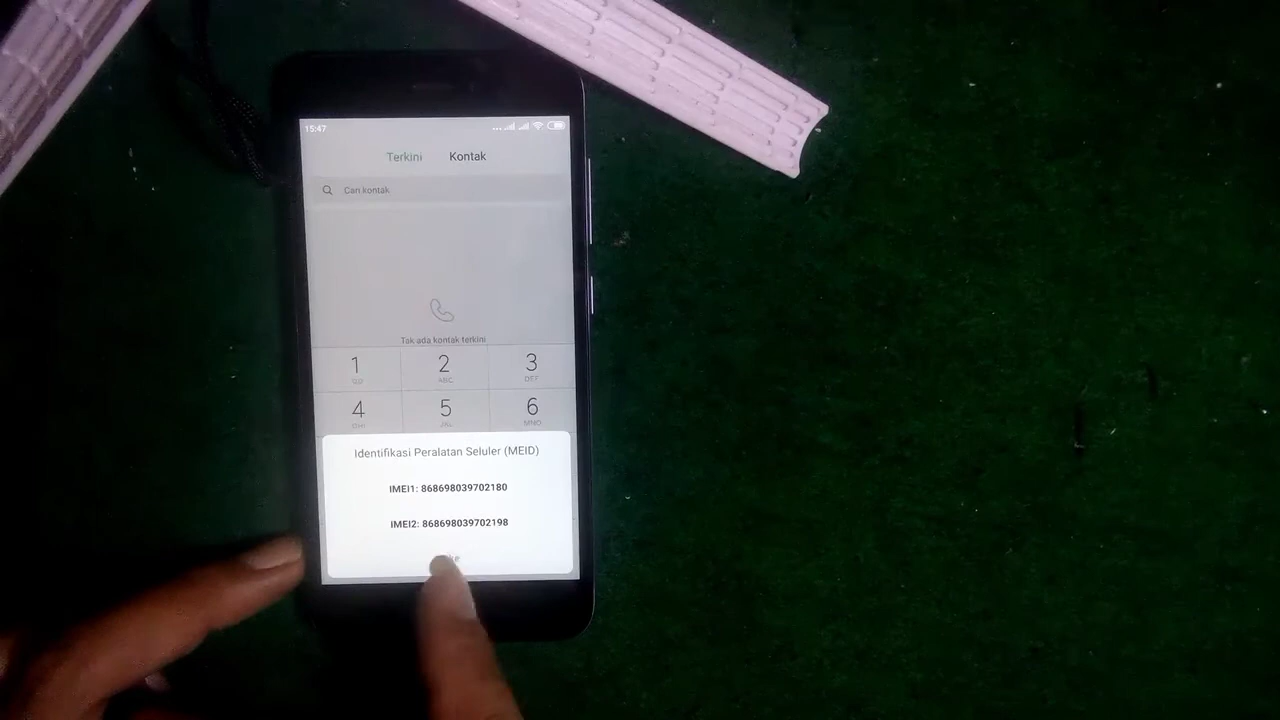 15:47
Terkini Kontak
Cari kontak
Tak ada kontak terkini
1 2 3
ABC DEF
4 5 6
GHI JKL MNO
Identifikasi Peralatan Seluler (MEID)
IMEI1: 868698039702180
IMEI2: 868698039702198